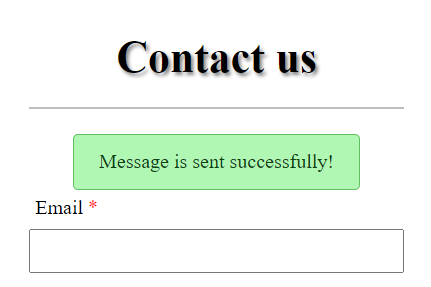 Contact us
Message is sent successfully!
Email *